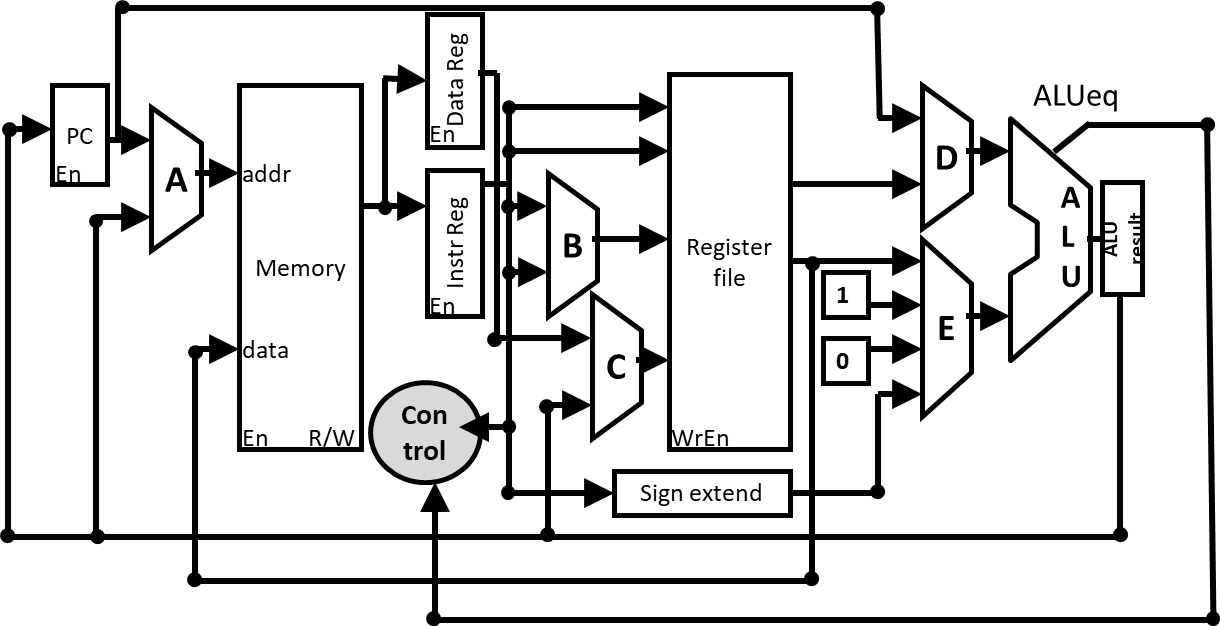 ALUeq
PC
En
A
addr
Memory
data
En R/W
Data Reg
En
Instr Reg
En
B
C
Con
trol
Register
file
WrEn
Sign extend
D
1
0
E
A
L
U
ALU
result